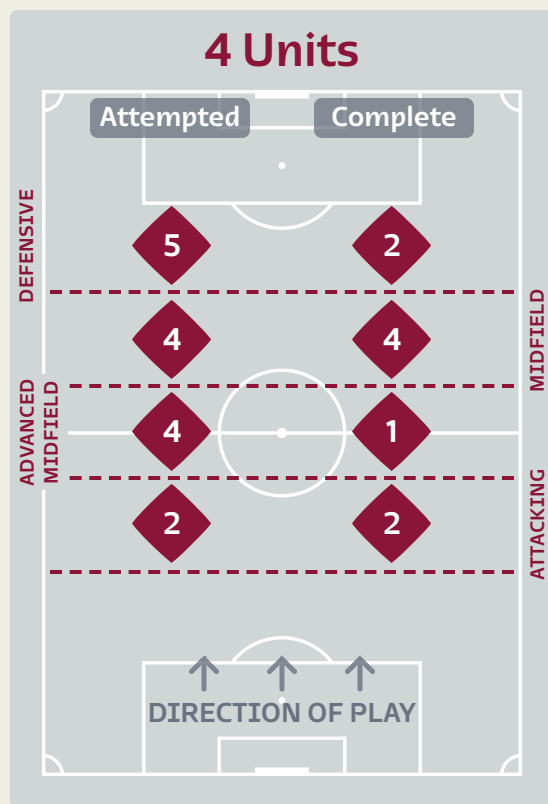 4 Units
Attempted Complete
DEFENSIVE
5 2
MIDFIELD
4 4
ADVANCED
MIDFIELD
4 1
ATTACKING
2 2
DIRECTION OF PLAY